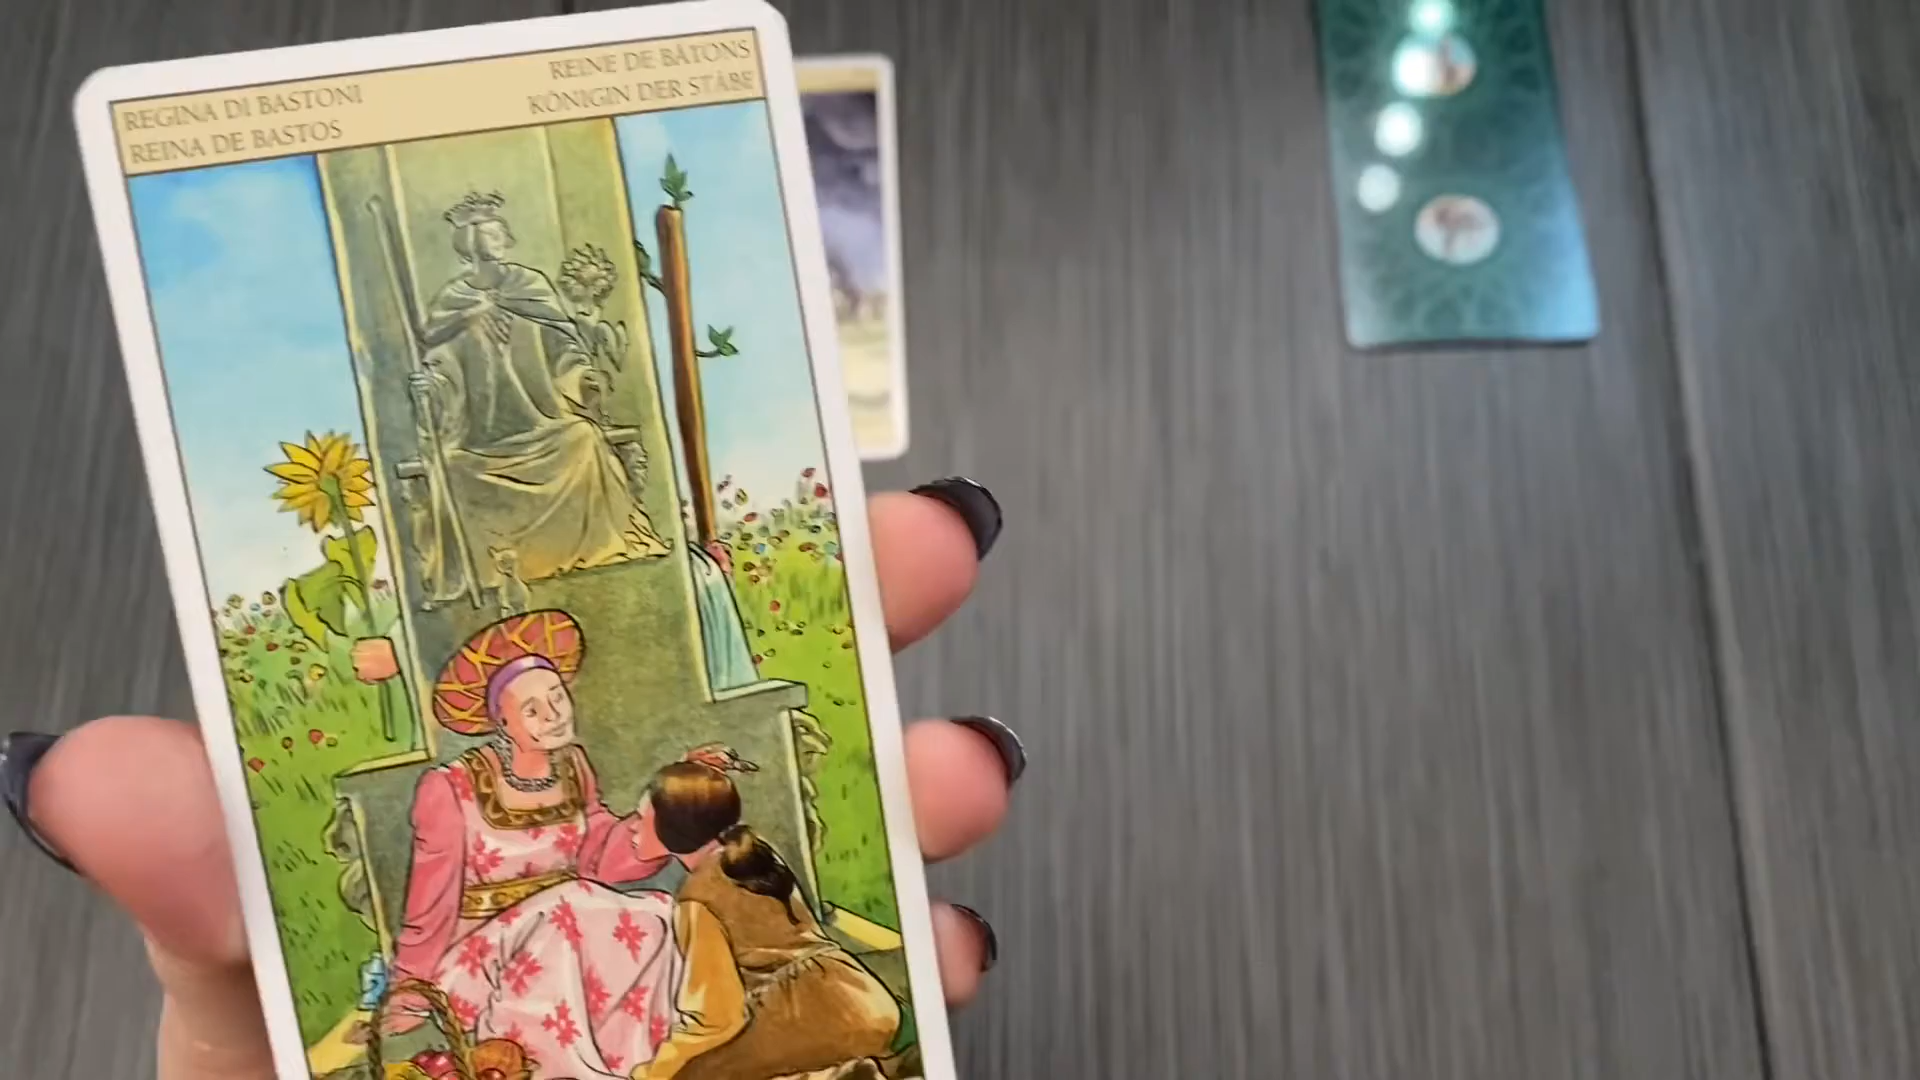 REGINA DI BASTONI
REINA DE BASTOS
REINE DE BÂTONS
KÖNIGIN DER STÄBE